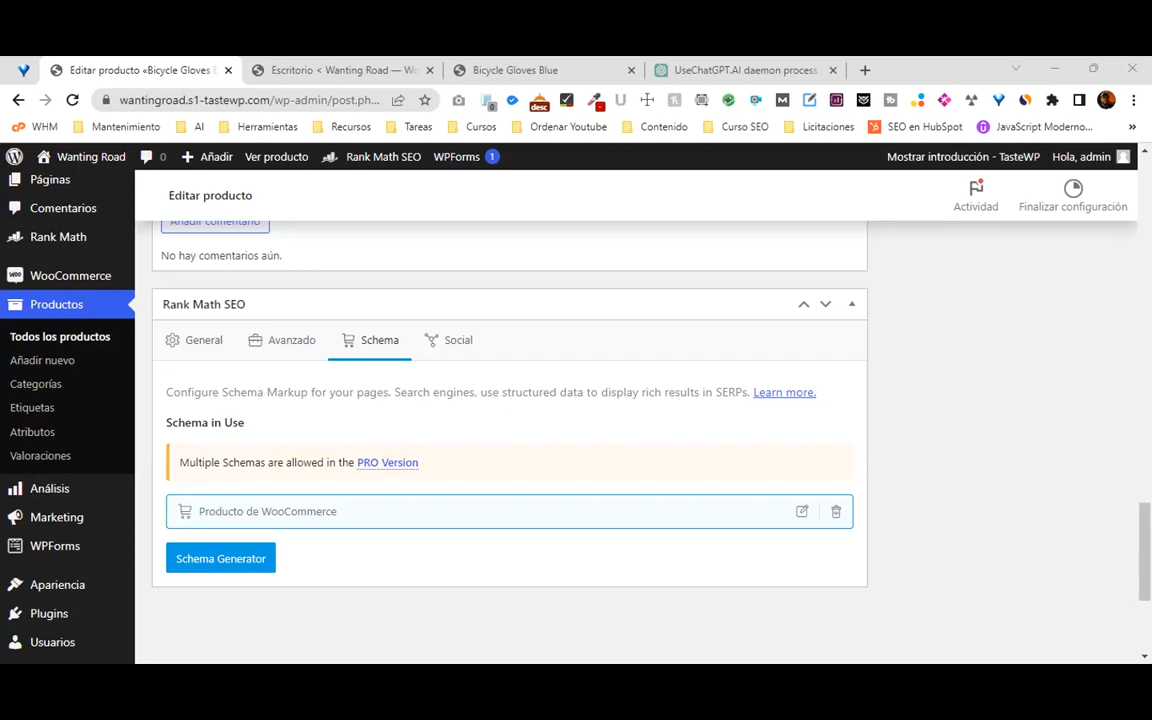 Editar producto «Bicycle Gloves B
Escritorio < Wanting Road — Wo
Bicycle Gloves Blue
UseChatGPT.AI daemon process
wantingroad.s1-tastewp.com/wp-admin/post.ph...
WHM
Mantenimiento
AI
Herramientas
Recursos
Tareas
Cursos
Ordenar Youtube
Contenido
Curso SEO
Licitaciones
SEO en HubSpot
JavaScript Moderno...
Wanting Road
0
Añadir
Ver producto
Rank Math SEO
WPForms 1
Mostrar introducción - TasteWP
Hola, admin
Páginas
Comentarios
Rank Math
WooCommerce
Productos
Todos los productos
Añadir nuevo
Categorías
Etiquetas
Atributos
Valoraciones
Análisis
Marketing
WPForms
Apariencia
Plugins
Usuarios
Editar producto
Actividad
Finalizar configuración
Añadir comentario
No hay comentarios aún.
Rank Math SEO
General
Avanzado
Schema
Social
Configure Schema Markup for your pages. Search engines, use structured data to display rich results in SERPs. Learn more.
Schema in Use
Multiple Schemas are allowed in the PRO Version
Producto de WooCommerce
Schema Generator